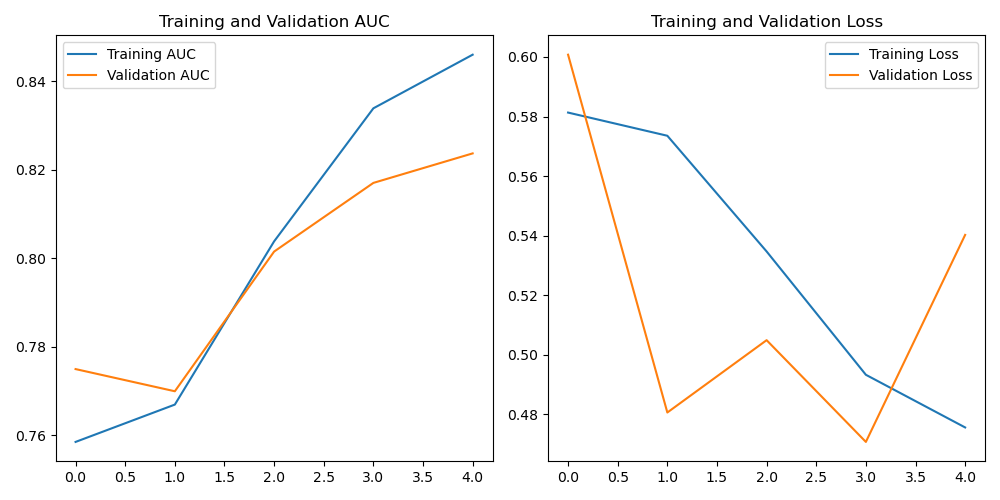 Training and Validation AUC
Training AUC
Validation AUC
0.84
0.82
0.80
0.78
0.76
0.0 0.5 1.0 1.5 2.0 2.5 3.0 3.5 4.0
Training and Validation Loss
Training Loss
Validation Loss
0.60
0.58
0.56
0.54
0.52
0.50
0.48
0.0 0.5 1.0 1.5 2.0 2.5 3.0 3.5 4.0